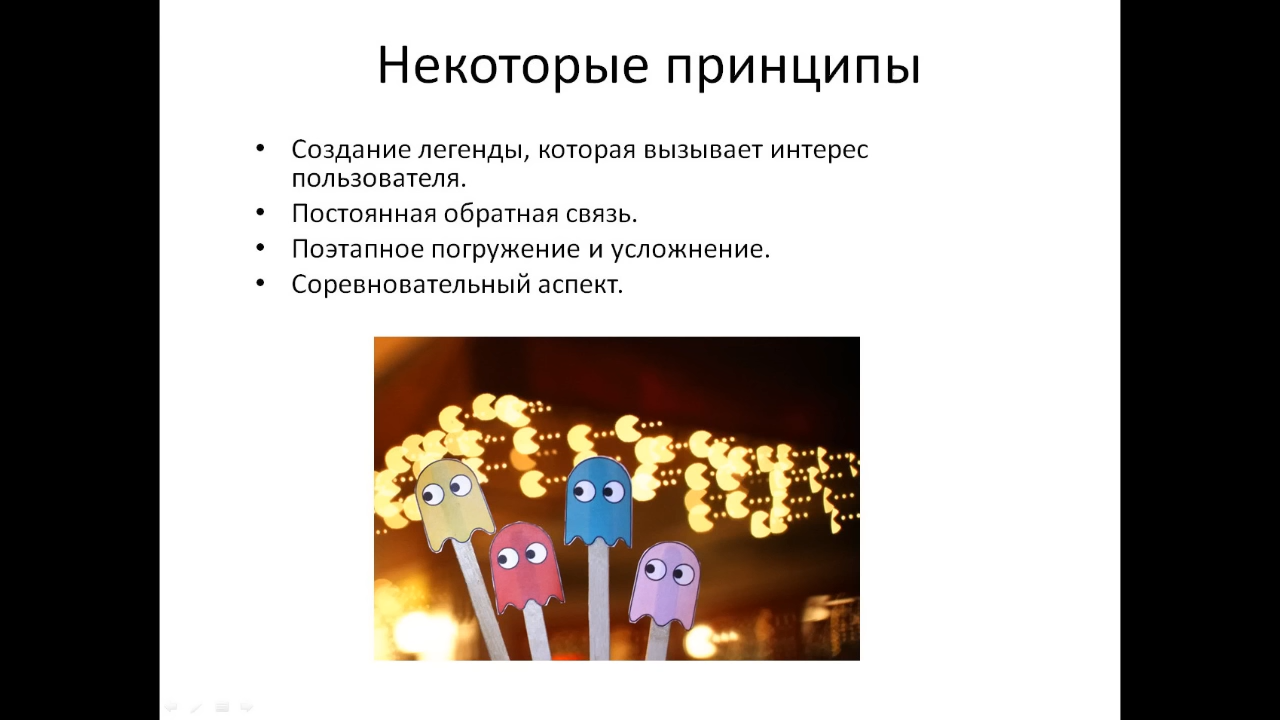 Некоторые принципы
• Создание легенды, которая вызывает интерес
пользователя.
• Постоянная обратная связь.
• Поэтапное погружение и усложнение.
• Соревновательный аспект.